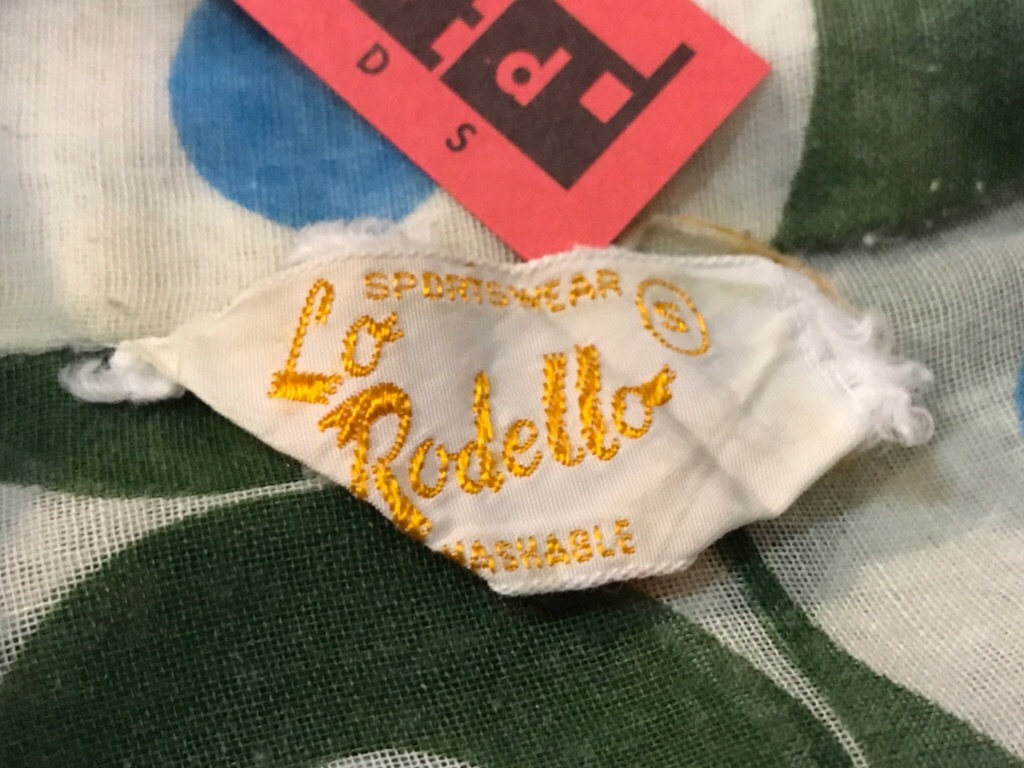 D S
SPORTSWEAR
S
La
Rodello
WASHABLE